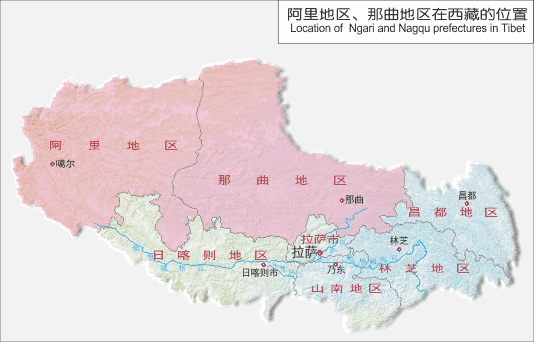 阿里地区、那曲地区在西藏的位置
Location of Ngari and Nagqu prefectures in Tibet
阿里地区
噶尔
那曲地区
那曲
昌都
昌都地区
拉萨市
拉萨
林芝
日喀则地区
日喀则市
乃东
林芝地区
山南地区